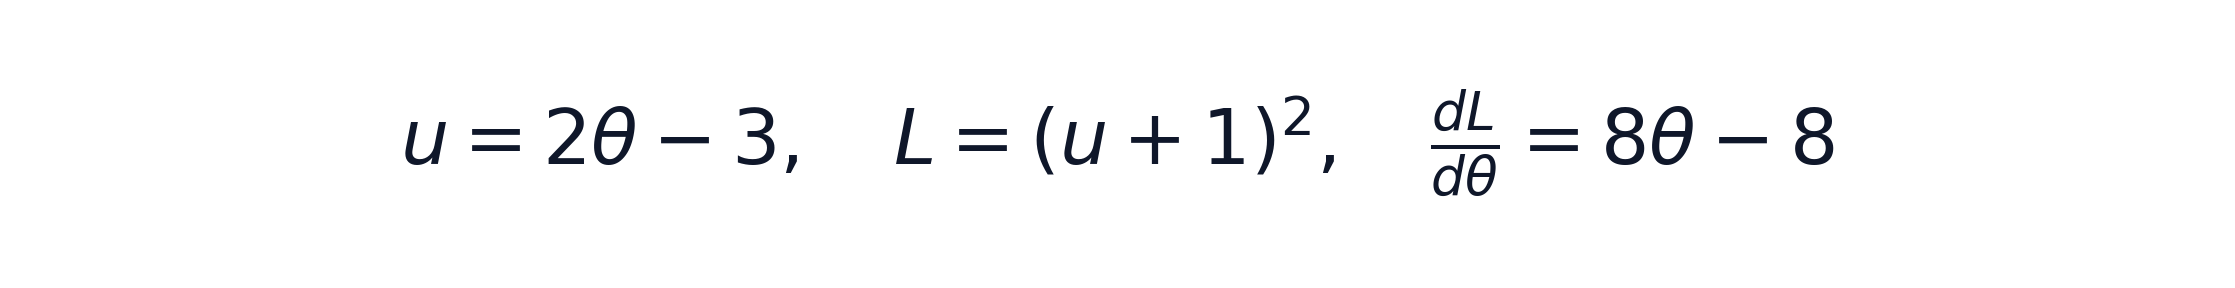 u = 2θ − 3,    L = (u + 1)²,    dL/dθ = 8θ − 8